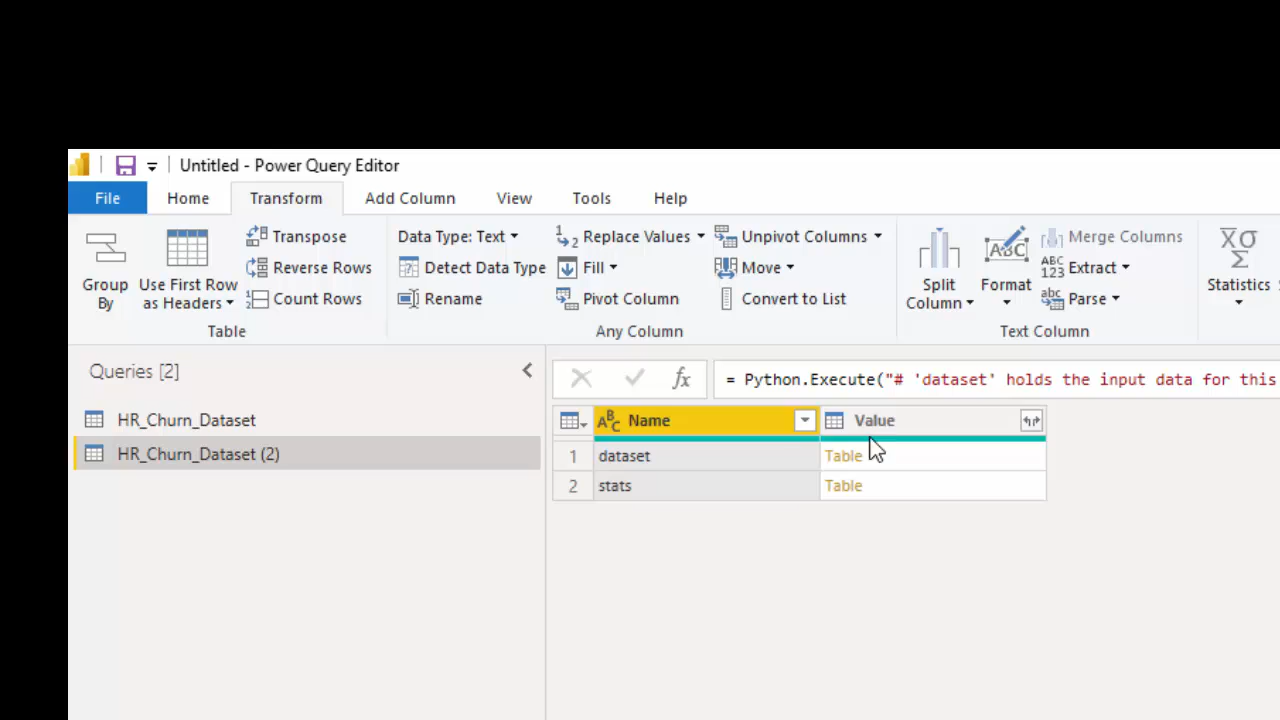 Untitled - Power Query Editor
File Home Transform Add Column View Tools Help
Group By
Use First Row as Headers
Transpose
Reverse Rows
Count Rows
Table
Data Type: Text
Detect Data Type
Rename
Replace Values
Fill
Pivot Column
Unpivot Columns
Move
Convert to List
Any Column
Split Column
Format
Merge Columns
Extract
Parse
Text Column
Statistics
Queries [2]
HR_Churn_Dataset
HR_Churn_Dataset (2)
= Python.Execute("# 'dataset' holds the input data for this
Name Value
1 dataset Table
2 stats Table